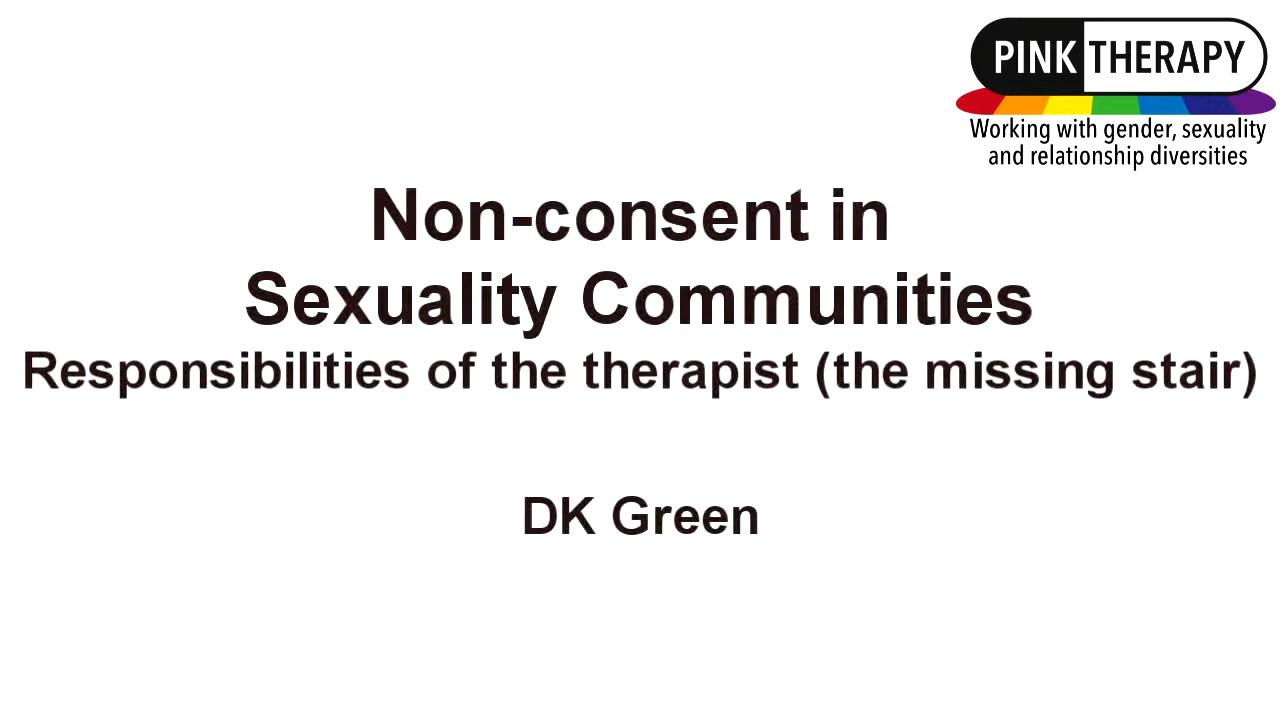 PINK THERAPY
Working with gender, sexuality
and relationship diversities
Non-consent in
Sexuality Communities
Responsibilities of the therapist (the missing stair)
DK Green